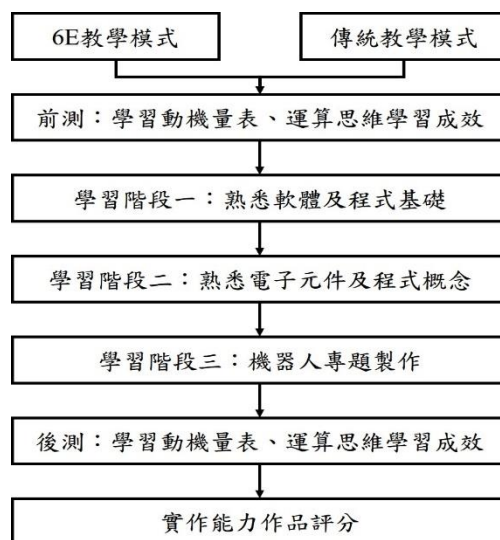 6E教學模式
傳統教學模式
前測：學習動機量表、運算思維學習成效
學習階段一：熟悉軟體及程式基礎
學習階段二：熟悉電子元件及程式概念
學習階段三：機器人專題製作
後測：學習動機量表、運算思維學習成效
實作能力作品評分